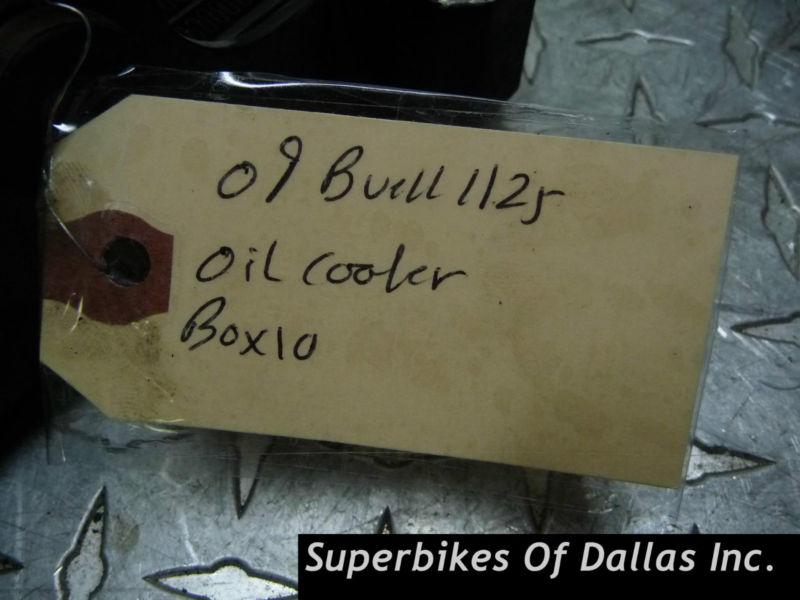 09 Buell 1125
Oil cooler
Box10
Superbikes Of Dallas Inc.